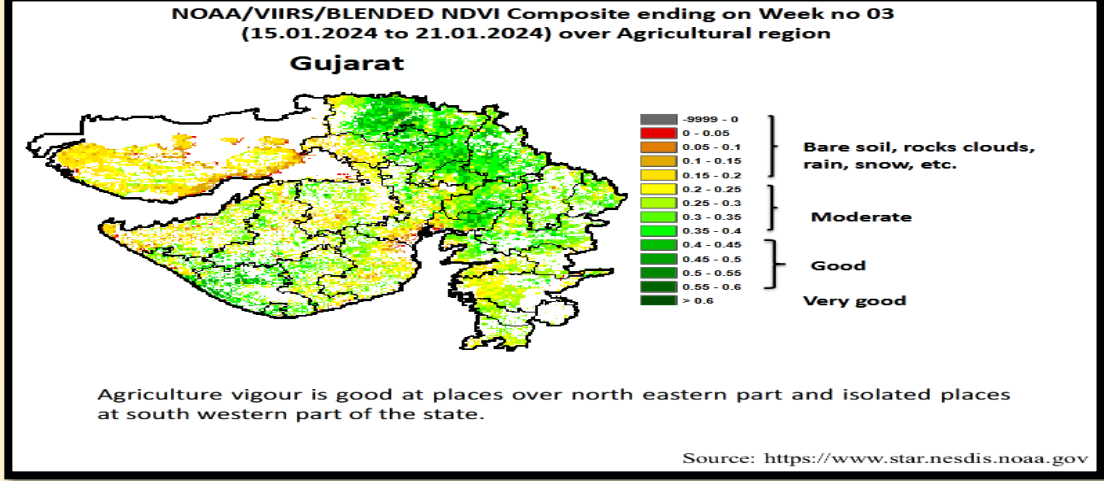 NOAA/VIIRS/BLENDED NDVI Composite ending on Week no 03
(15.01.2024 to 21.01.2024) over Agricultural region
Gujarat
-9999 - 0
0 - 0.05
0.05 - 0.1
0.1 - 0.15
0.15 - 0.2
0.2 - 0.25
0.25 - 0.3
0.3 - 0.35
0.35 - 0.4
0.4 - 0.45
0.45 - 0.5
0.5 - 0.55
0.55 - 0.6
> 0.6
Bare soil, rocks clouds,
rain, snow, etc.
Moderate
Good
Very good
Agriculture vigour is good at places over north eastern part and isolated places
at south western part of the state.
Source: https://www.star.nesdis.noaa.gov